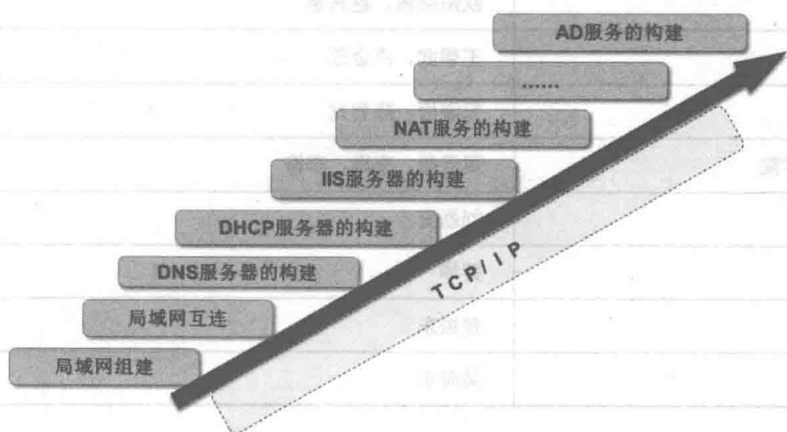 AD服务的构建
......
NAT服务的构建
IIS服务器的构建
DHCP服务器的构建
DNS服务器的构建
局域网互连
局域网组建
TCP/IP